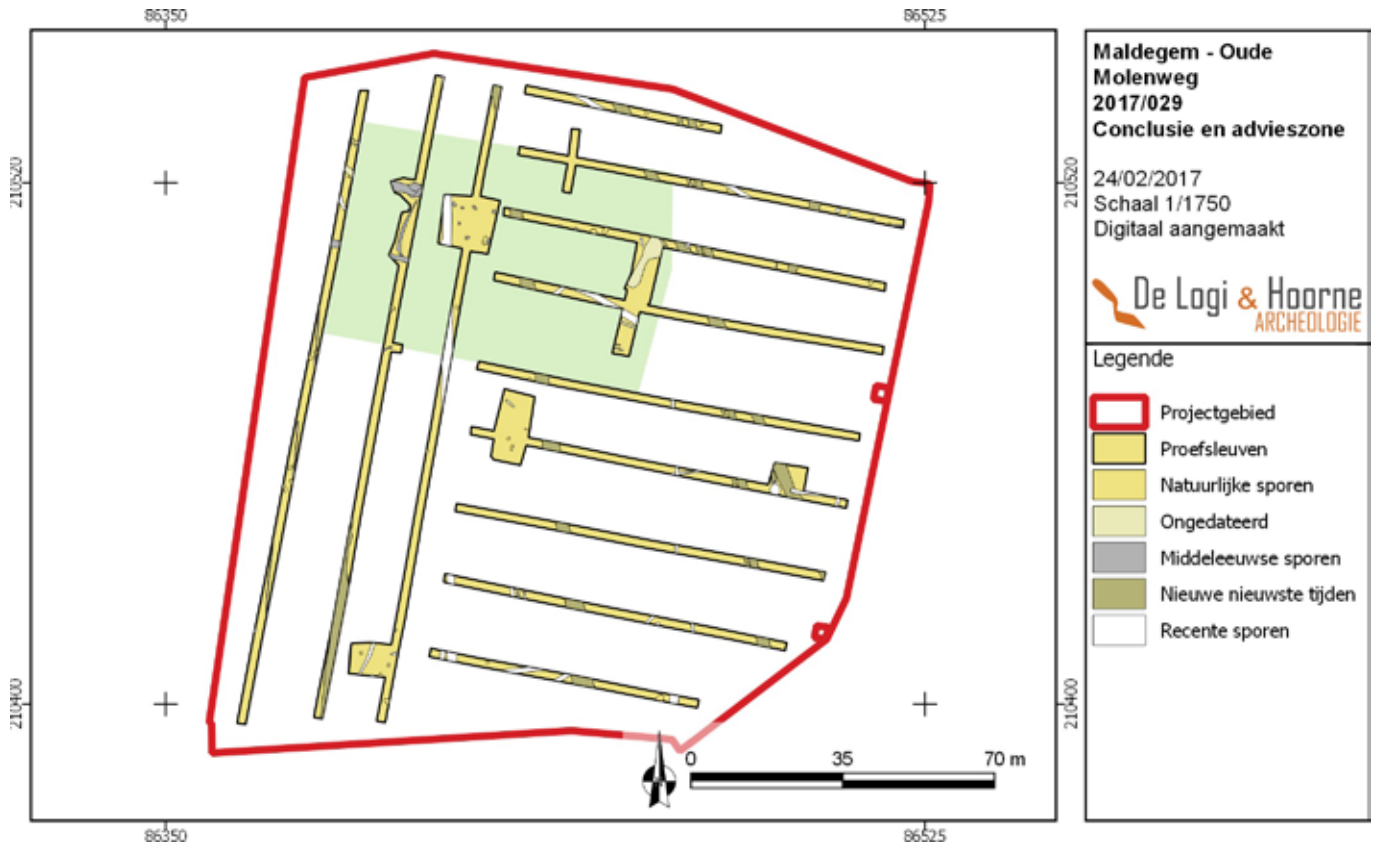 86350
86525
210520
210520
210400
210400
0
35
70 m
86350
86525
Maldegem - Oude
Molenweg
2017/029
Conclusie en advieszone
24/02/2017
Schaal 1/1750
Digitaal aangemaakt
De Logi & Hoorne
ARCHEOLOGIE
Legende
Projectgebied
Proefsleuven
Natuurlijke sporen
Ongedateerd
Middeleeuwse sporen
Nieuwe nieuwste tijden
Recente sporen